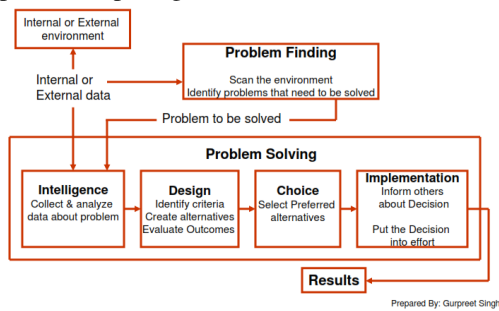 Internal or External
environment
Problem Finding
Scan the environment
Identify problems that need to be solved
Internal or
External data
Problem to be solved
Problem Solving
Intelligence
Collect & analyze
data about problem
Design
Identify criteria
Create alternatives
Evaluate Outcomes
Choice
Select Preferred
alternatives
Implementation
Inform others
about Decision
Put the Decision
into effort
Results
Prepared By: Gurpreet Singh